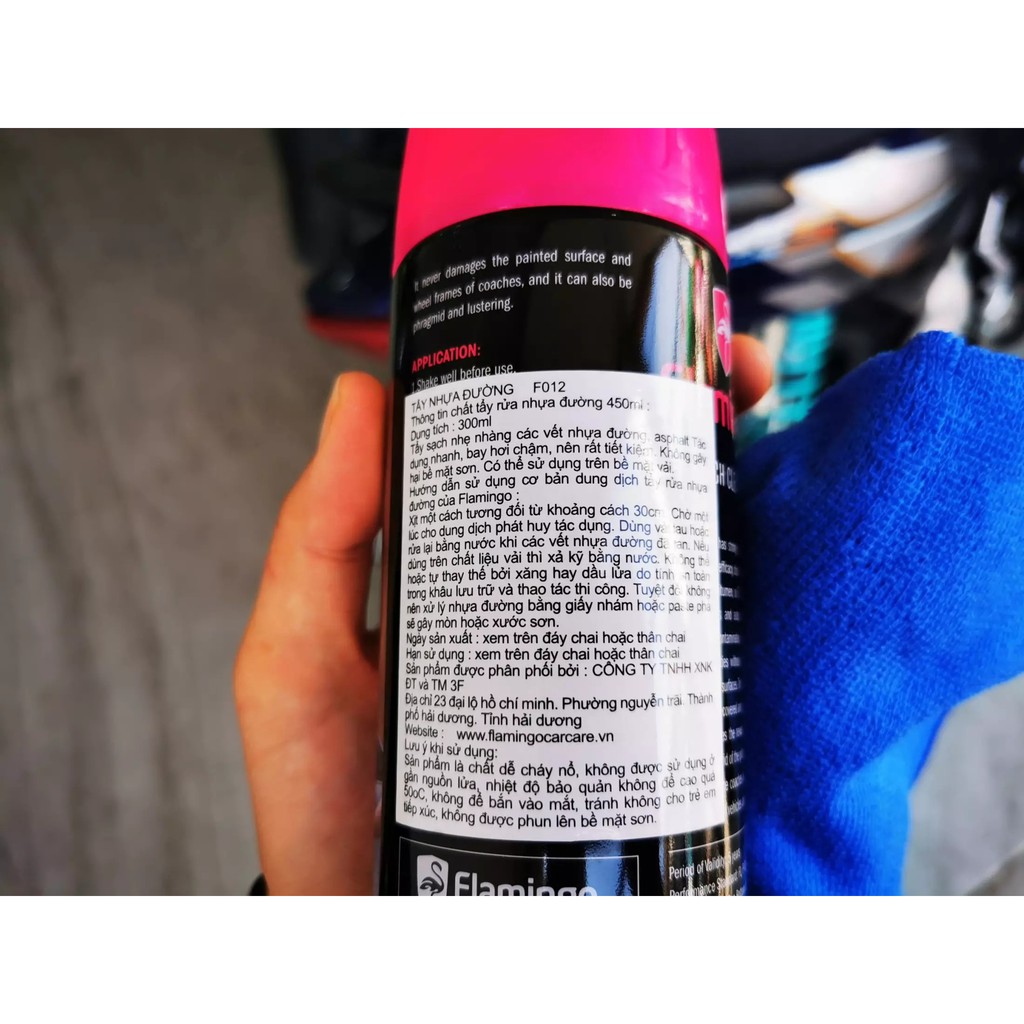 It never damages the painted surface and
wheel frames of coaches, and it can also be
phragmid and lustering.
APPLICATION:
1.Shake well before use.
TẨY NHỰA ĐƯỜNG F012
Thông tin chất tẩy rửa nhựa đường 450ml :
Dung tích : 300ml
Tẩy sạch nhẹ nhàng các vết nhựa đường, asphalt Tác
dụng nhanh, bay hơi chậm, nên rất tiết kiệm. Không gây
hại bề mặt sơn. Có thể sử dụng trên bề mặt vải.
Hướng dẫn sử dụng cơ bản dung dịch tẩy rửa nhựa
đường của Flamingo :
Xịt một cách tương đối từ khoảng cách 30cm. Chờ một
lúc cho dung dịch phát huy tác dụng. Dùng vải lau hoặc
rửa lại bằng nước khi các vết nhựa đường đã tan. Nếu
dùng trên chất liệu vải thì xả kỹ bằng nước. Không thể
hoặc tự thay thế bởi xăng hay dầu lửa do tính an toàn
trong khâu lưu trữ và thao tác thi công. Tuyệt đối không
nên xử lý nhựa đường bằng giấy nhám hoặc paste phá
sẽ gây mòn hoặc xước sơn.
Ngày sản xuất : xem trên đáy chai hoặc thân chai
Hạn sử dụng : xem trên đáy chai hoặc thân chai
Sản phẩm được phân phối bởi : CÔNG TY TNHH XNK
ĐT và TM 3F
Địa chỉ 23 đại lộ hồ chí minh. Phường nguyễn trãi. Thành
phố hải dương. Tỉnh hải dương
Website : www.flamingocarcare.vn
Lưu ý khi sử dụng:
Sản phẩm là chất dễ cháy nổ, không được sử dụng ở
gần nguồn lửa, nhiệt độ bảo quản không để cao quá
50oC, không để bắn vào mắt, tránh không cho trẻ em
tiếp xúc, không được phun lên bề mặt sơn.
Flamingo
Period of Validity